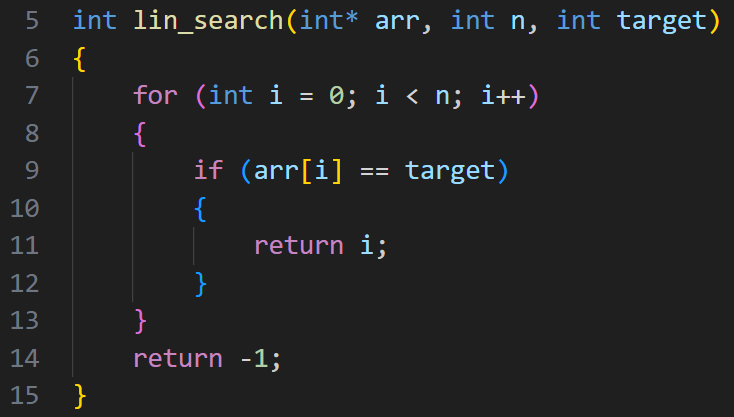 5 int lin_search(int* arr, int n, int target)
6 {
7     for (int i = 0; i < n; i++)
8     {
9         if (arr[i] == target)
10         {
11             return i;
12         }
13     }
14     return -1;
15 }